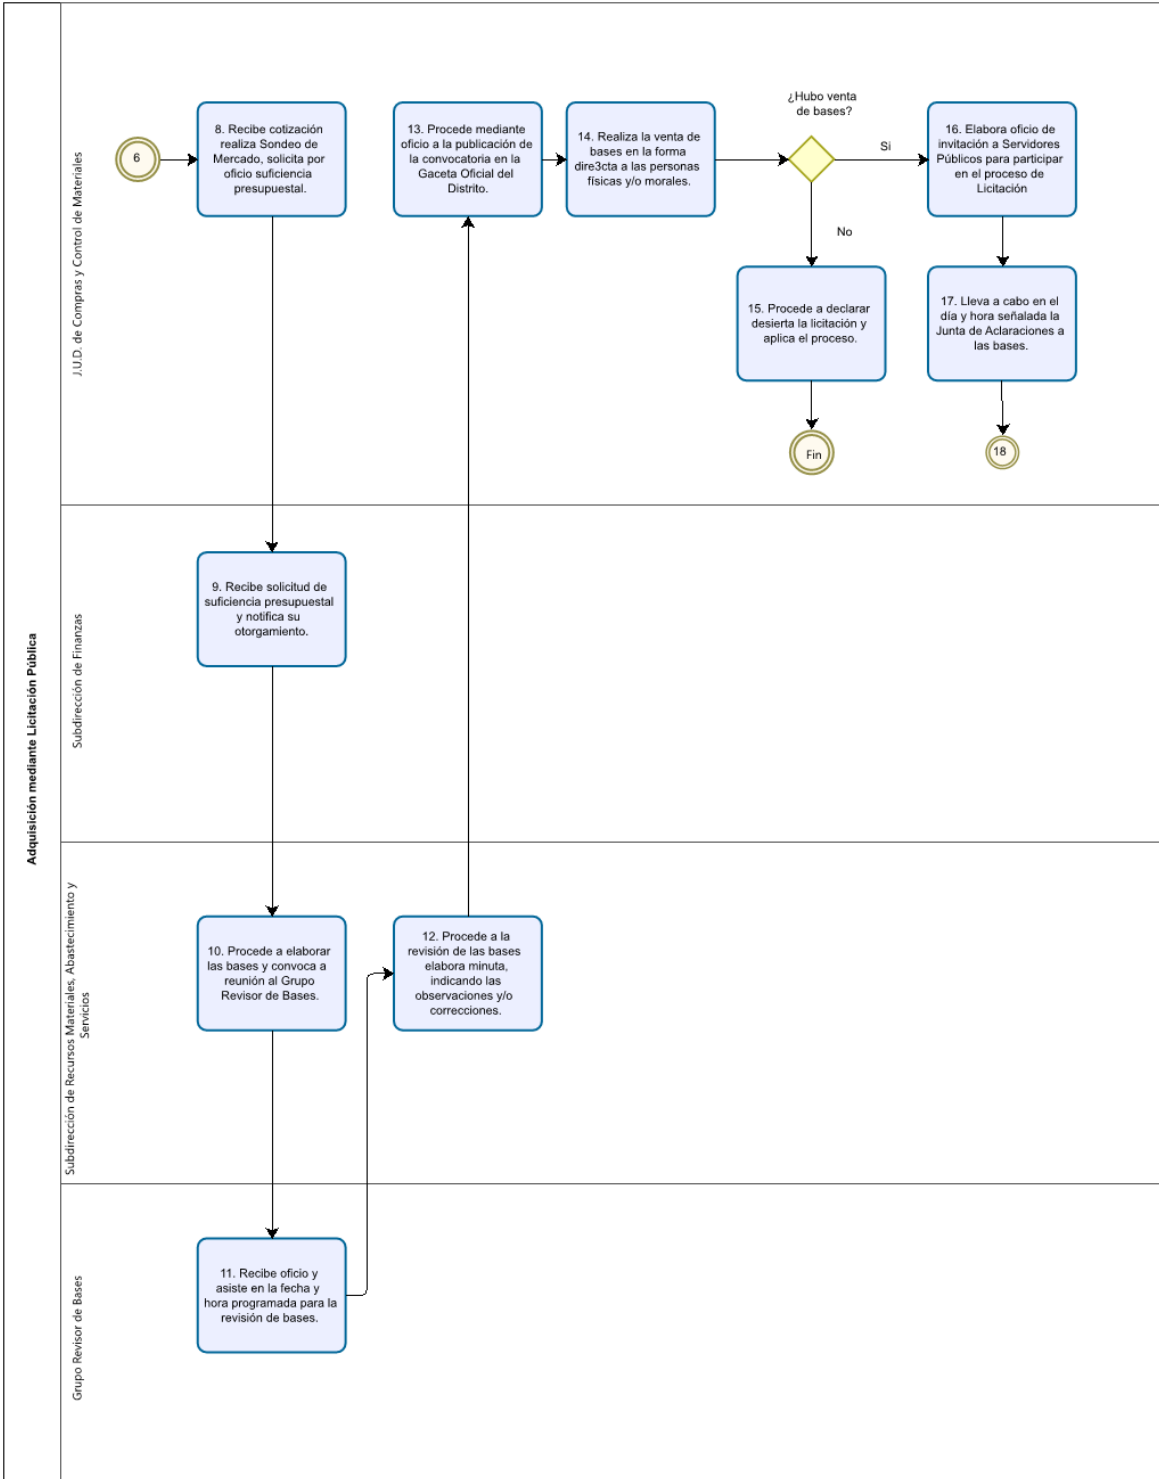 Adquisición mediante Licitación Pública
J.U.D. de Compras y Control de Materiales
6
8. Recibe cotización
realiza Sondeo de
Mercado, solicita por
oficio suficiencia
presupuestal.
13. Procede mediante
oficio a la publicación de
la convocatoria en la
Gaceta Oficial del
Distrito.
14. Realiza la venta de
bases en la forma
dire3cta a las personas
físicas y/o morales.
¿Hubo venta
de bases?
Si
No
16. Elabora oficio de
invitación a Servidores
Públicos para participar
en el proceso de
Licitación
15. Procede a declarar
desierta la licitación y
aplica el proceso.
17. Lleva a cabo en el
día y hora señalada la
Junta de Aclaraciones a
las bases.
Fin
18
Subdirección de Finanzas
9. Recibe solicitud de
suficiencia presupuestal
y notifica su
otorgamiento.
Subdirección de Recursos Materiales, Abastecimiento y
Servicios
10. Procede a elaborar
las bases y convoca a
reunión al Grupo
Revisor de Bases.
12. Procede a la
revisión de las bases
elabora minuta,
indicando las
observaciones y/o
correcciones.
Grupo Revisor de Bases
11. Recibe oficio y
asiste en la fecha y
hora programada para la
revisión de bases.